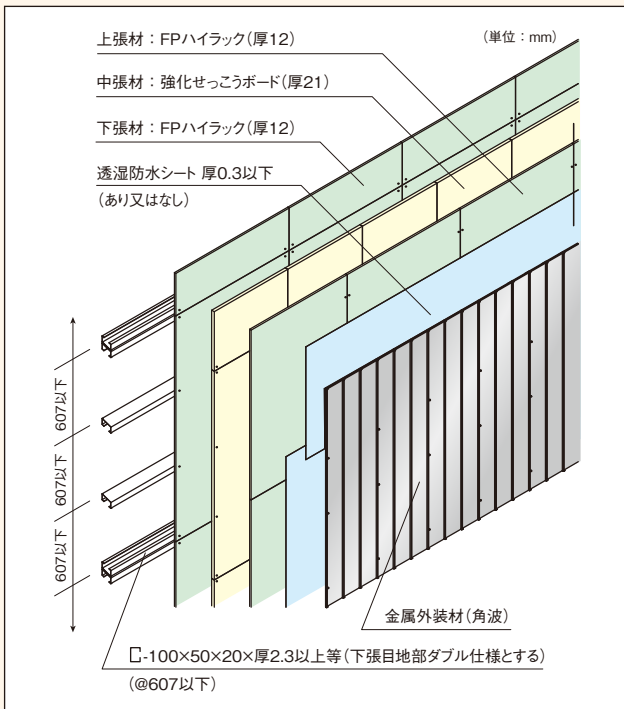 上張材：FPハイラック（厚12）
（単位：mm）
中張材：強化せっこうボード（厚21）
下張材：FPハイラック（厚12）
透湿防水シート 厚0.3以下
（あり又はなし）
607以下
607以下
607以下
金属外装材（角波）
C-100×50×20×厚2.3以上等（下張目地部ダブル仕様とする）
（@607以下）